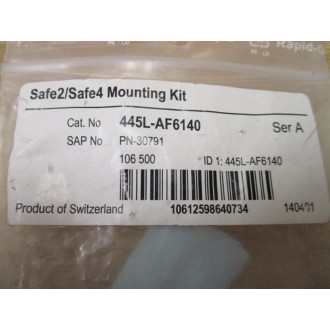 Rapid-
Safe2/Safe4 Mounting Kit
Cat. No 445L-AF6140 Ser A
SAP No PN-30791
106 500 ID 1: 445L-AF6140
Product of Switzerland 10612598640734 140401